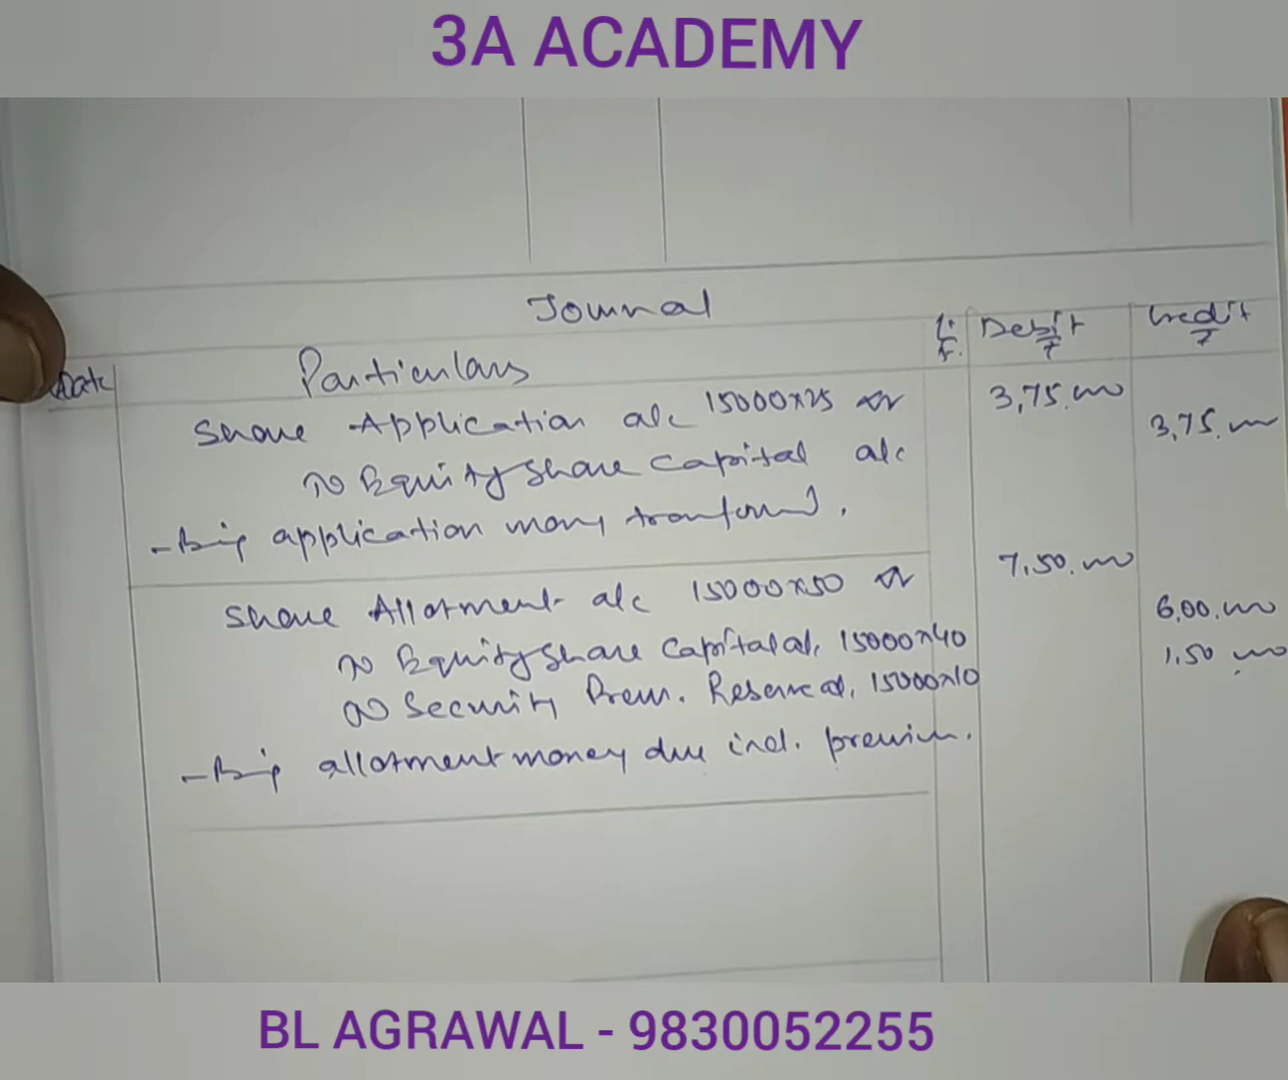 3A ACADEMY
Journal
Date Particulars L.F. Debit ₹ Credit ₹
Share Application a/c 15000x25 Dr 3,75,000
To Equity Share Capital a/c 3,75,000
- Being application money transferred.
Share Allotment a/c 15000x50 Dr 7,50,000
To Equity Share Capital a/c 15000x40 6,00,000
To Security Prem. Reserve a/c 15000x10 1,50,000
- Being allotment money due incl. premium.
BL AGRAWAL - 9830052255